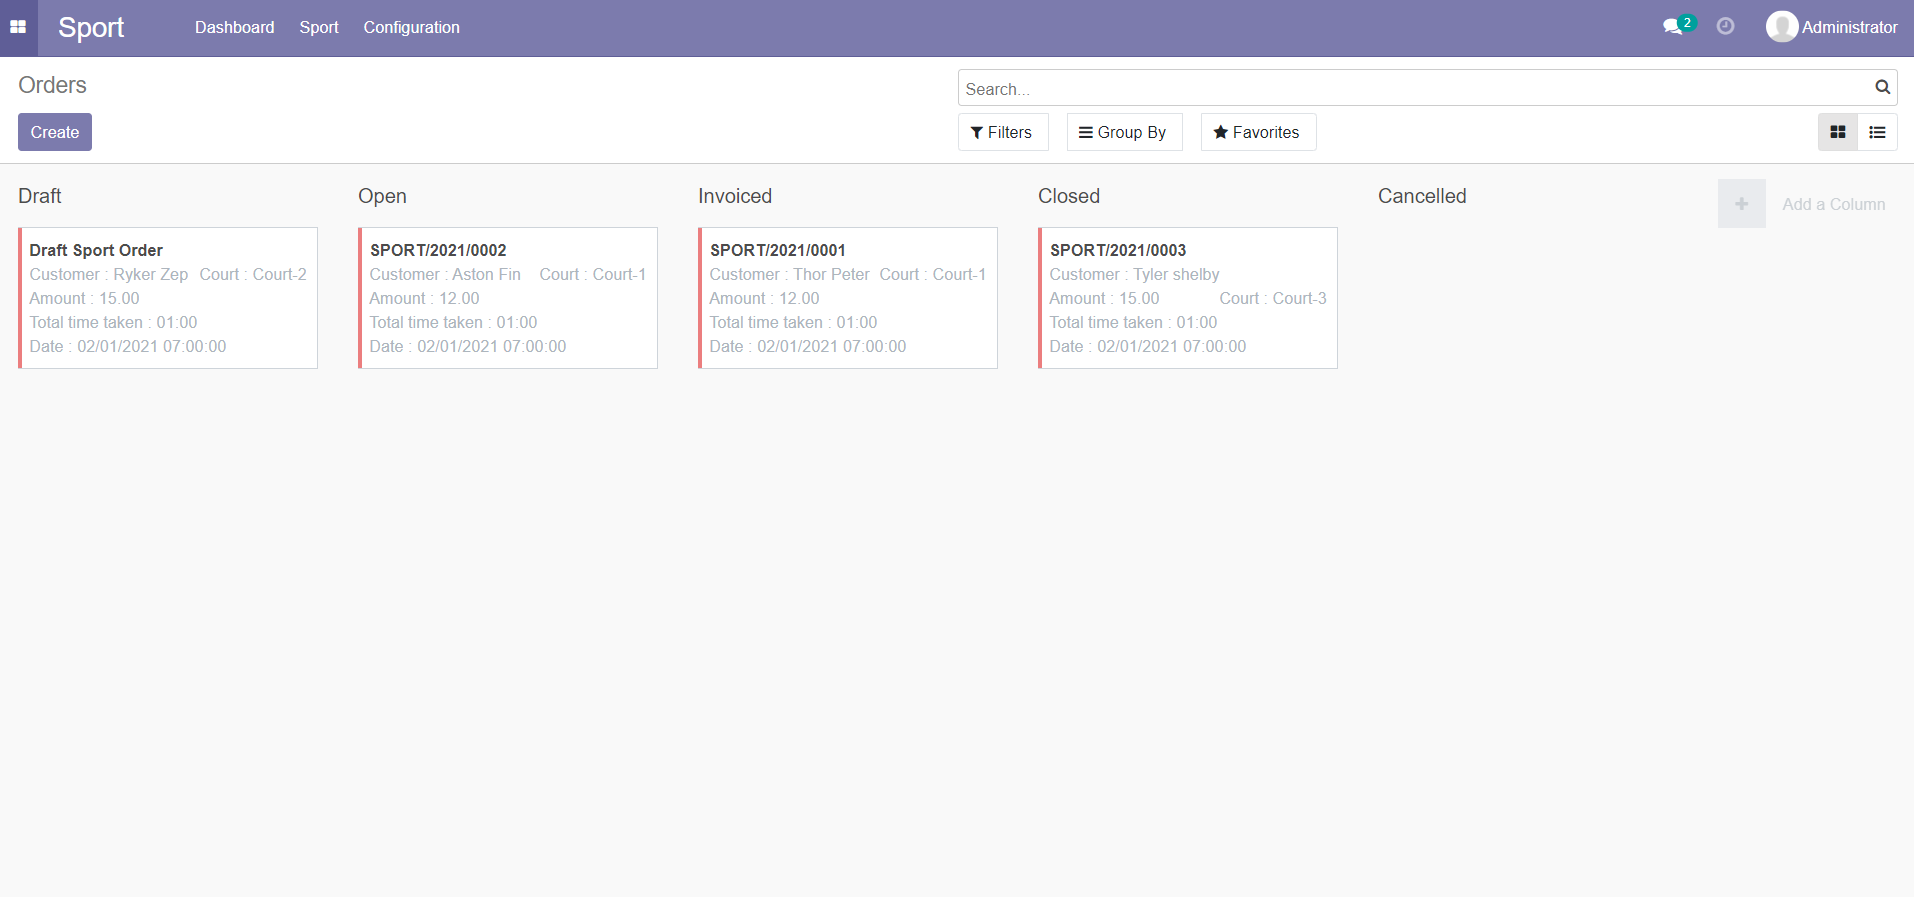 Sport Dashboard Sport Configuration 2 Administrator
Orders
Search...
Create Filters Group By Favorites
Draft Open Invoiced Closed Cancelled Add a Column
Draft Sport Order
Customer : Ryker Zep Court : Court-2
Amount : 15.00
Total time taken : 01:00
Date : 02/01/2021 07:00:00
SPORT/2021/0002
Customer : Aston Fin Court : Court-1
Amount : 12.00
Total time taken : 01:00
Date : 02/01/2021 07:00:00
SPORT/2021/0001
Customer : Thor Peter Court : Court-1
Amount : 12.00
Total time taken : 01:00
Date : 02/01/2021 07:00:00
SPORT/2021/0003
Customer : Tyler shelby
Amount : 15.00 Court : Court-3
Total time taken : 01:00
Date : 02/01/2021 07:00:00